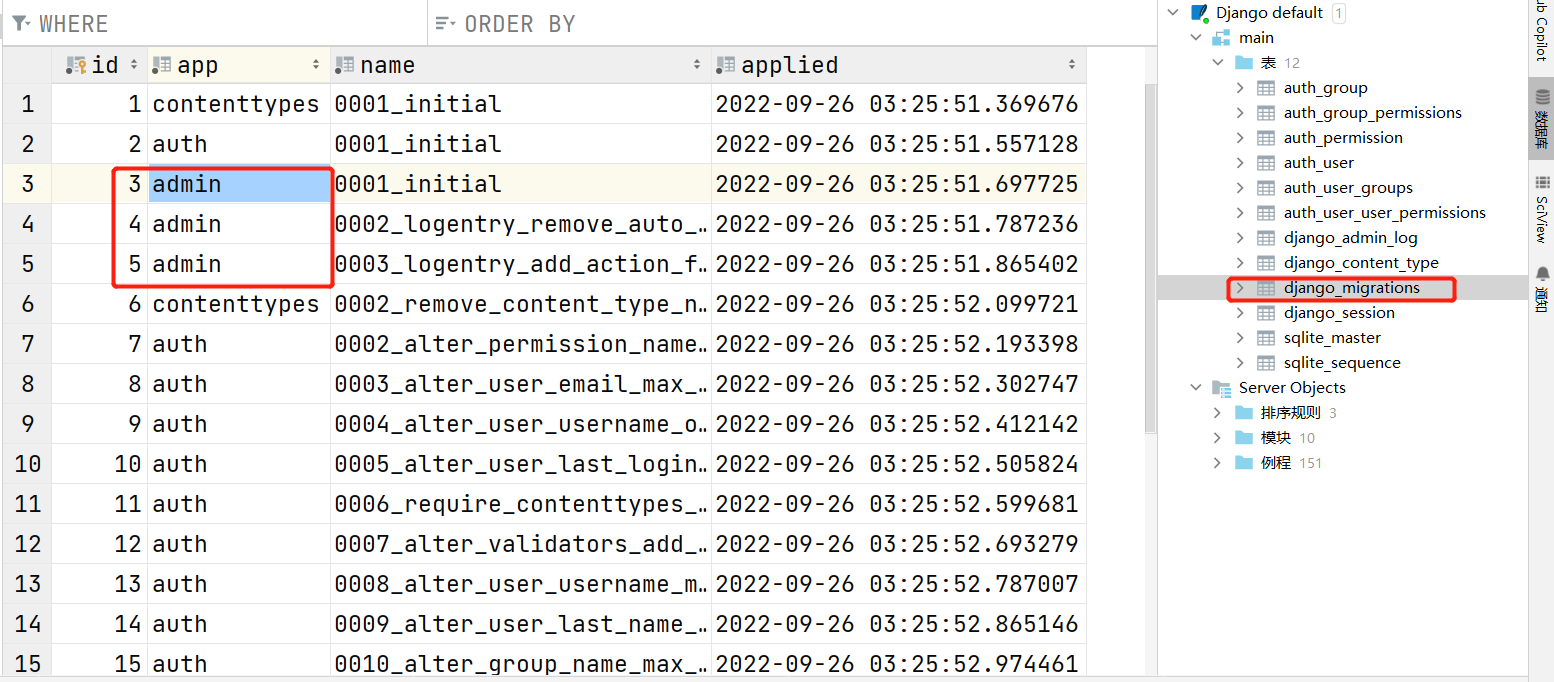 WHERE ORDER BY
id app name applied
1 1 contenttypes 0001_initial 2022-09-26 03:25:51.369676
2 2 auth 0001_initial 2022-09-26 03:25:51.557128
3 3 admin 0001_initial 2022-09-26 03:25:51.697725
4 4 admin 0002_logentry_remove_auto_… 2022-09-26 03:25:51.787236
5 5 admin 0003_logentry_add_action_f… 2022-09-26 03:25:51.865402
6 6 contenttypes 0002_remove_content_type_n… 2022-09-26 03:25:52.099721
7 7 auth 0002_alter_permission_name… 2022-09-26 03:25:52.193398
8 8 auth 0003_alter_user_email_max_… 2022-09-26 03:25:52.302747
9 9 auth 0004_alter_user_username_o… 2022-09-26 03:25:52.412142
10 10 auth 0005_alter_user_last_login… 2022-09-26 03:25:52.505824
11 11 auth 0006_require_contenttypes_… 2022-09-26 03:25:52.599681
12 12 auth 0007_alter_validators_add_… 2022-09-26 03:25:52.693279
13 13 auth 0008_alter_user_username_m… 2022-09-26 03:25:52.787007
14 14 auth 0009_alter_user_last_name_… 2022-09-26 03:25:52.865146
15 15 auth 0010_alter_group_name_max_… 2022-09-26 03:25:52.974461
Django default 1
main
表 12
auth_group
auth_group_permissions
auth_permission
auth_user
auth_user_groups
auth_user_user_permissions
django_admin_log
django_content_type
django_migrations
django_session
sqlite_master
sqlite_sequence
Server Objects
排序规则 3
模块 10
例程 151
ub Copilot
数据库
SciView
通知